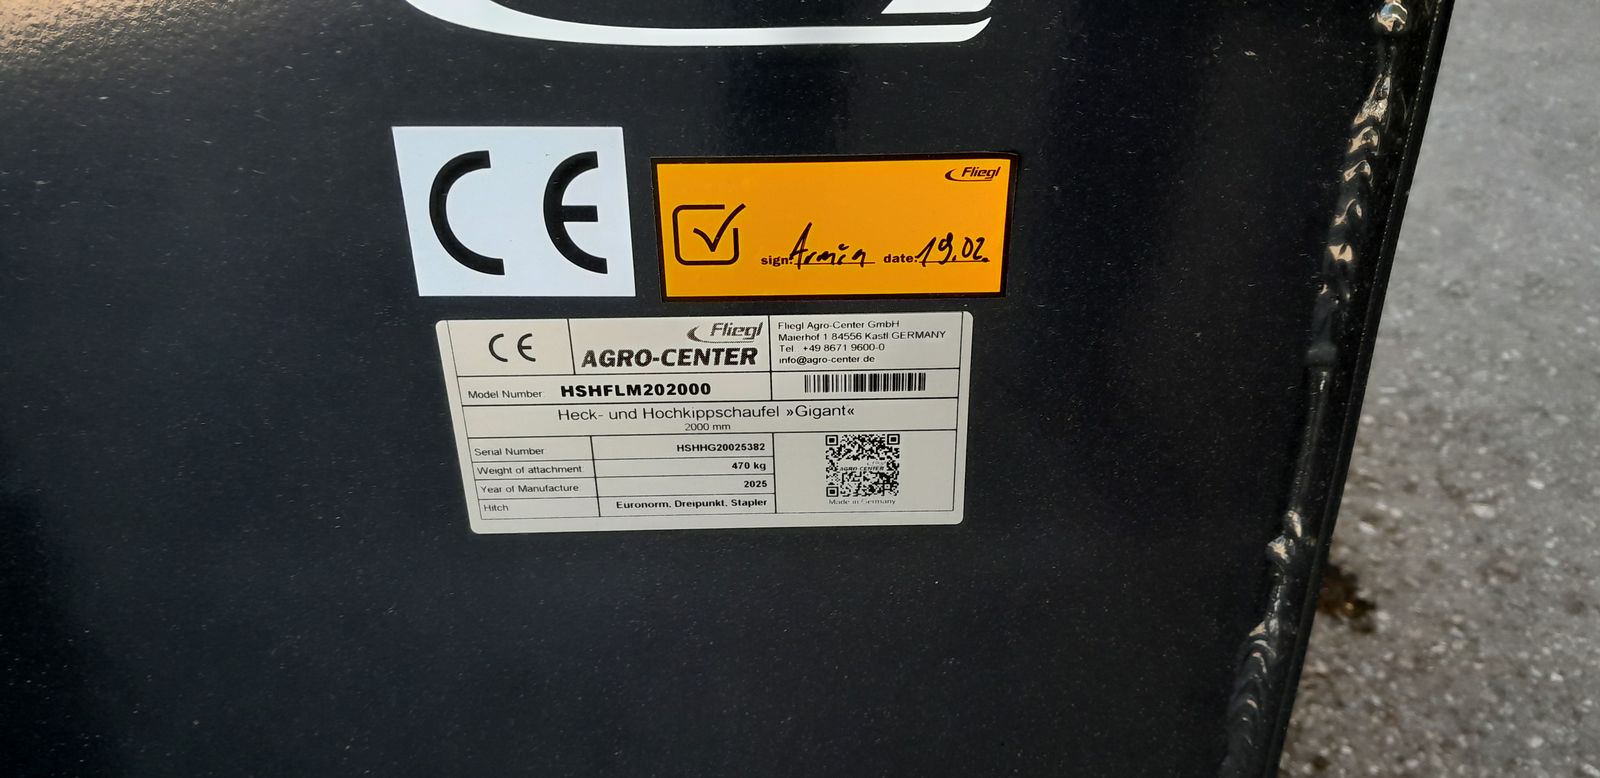 CE
Fliegl
sign: Armin date: 19.02.
CE
Fliegl
AGRO-CENTER
Fliegl Agro-Center GmbH
Maierhof 1 84556 Kastl GERMANY
Tel. +49 8671 9600-0
info@agro-center.de
Model Number: HSHFLM202000
Heck- und Hochkippschaufel »Gigant«
2000 mm
Serial Number HSHHG20025382
Weight of attachment 470 kg
Year of Manufacture 2025
Hitch Euronorm, Dreipunkt, Stapler
AGRO-CENTER
Made in Germany